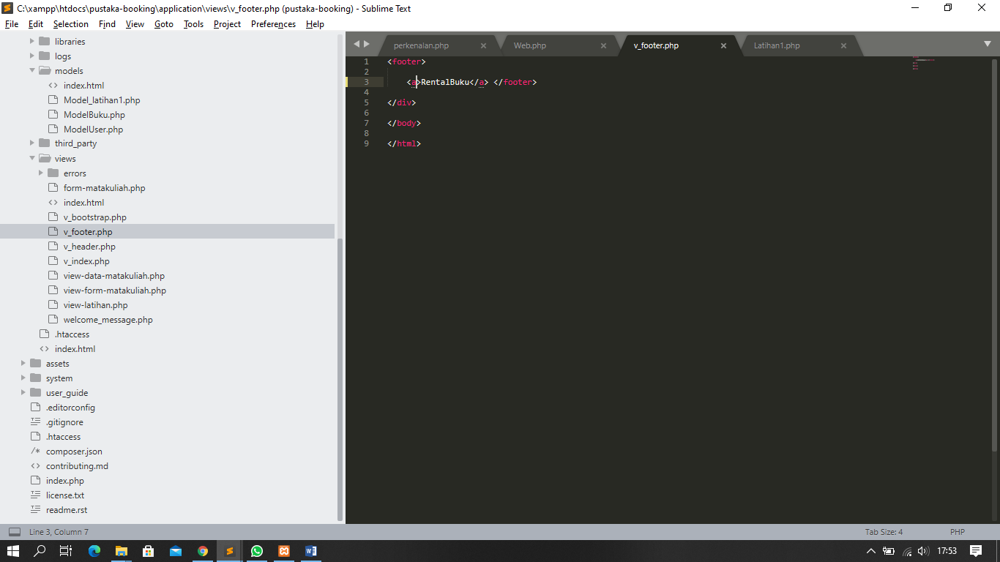 C:\xampp\htdocs\pustaka-booking\application\views\v_footer.php (pustaka-booking) - Sublime Text
File Edit Selection Find View Goto Tools Project Preferences Help
libraries
logs
models
index.html
Model_latihan1.php
ModelBuku.php
ModelUser.php
third_party
views
errors
form-matakuliah.php
index.html
v_bootstrap.php
v_footer.php
v_header.php
v_index.php
view-data-matakuliah.php
view-form-matakuliah.php
view-latihan.php
welcome_message.php
.htaccess
index.html
assets
system
user_guide
.editorconfig
.gitignore
.htaccess
composer.json
contributing.md
index.php
license.txt
readme.rst
perkenalan.php Web.php v_footer.php Latihan1.php
1 <footer>
2
3 <a>RentalBuku</a> </footer>
4
5 </div>
6
7 </body>
8
9 </html>
Line 3, Column 7 Tab Size: 4 PHP
17:53